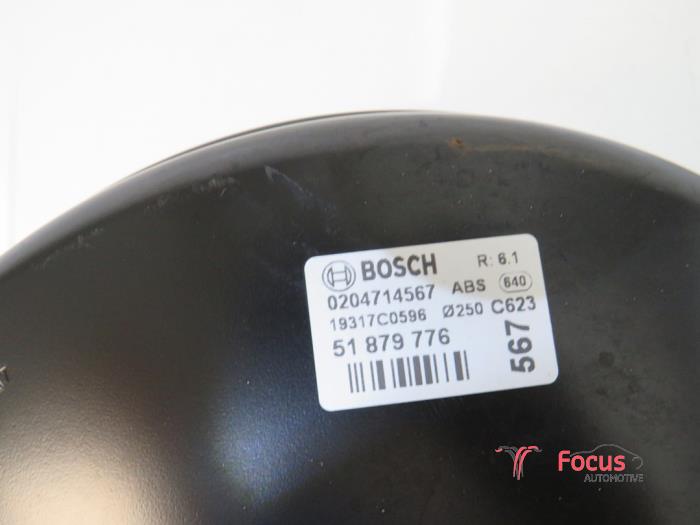 BOSCH R: 6.1
0204714567 ABS 640
19317C0596 Ø250 C623
51 879 776
567
Focus
AUTOMOTIVE